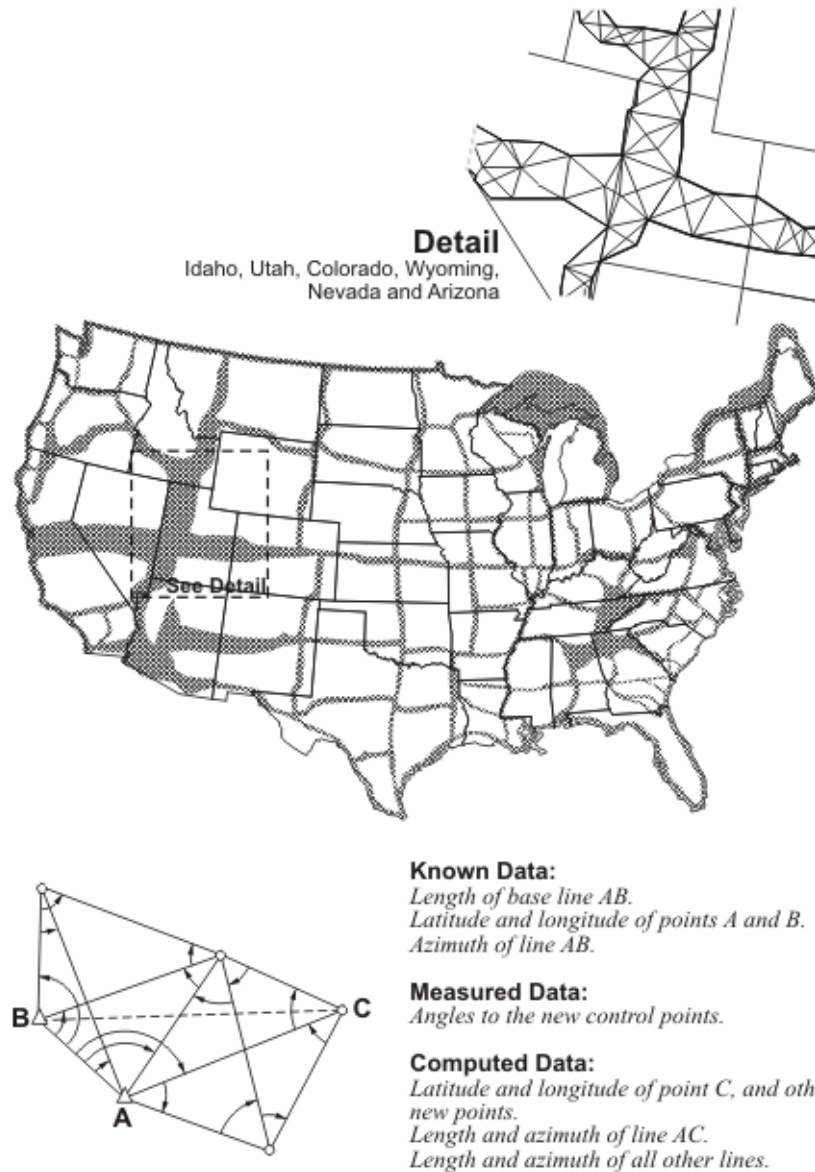 Detail
Idaho, Utah, Colorado, Wyoming,
Nevada and Arizona
See Detail
Known Data:
Length of base line AB.
Latitude and longitude of points A and B.
Azimuth of line AB.
Measured Data:
Angles to the new control points.
Computed Data:
Latitude and longitude of point C, and oth
new points.
Length and azimuth of line AC.
Length and azimuth of all other lines.
B
C
A